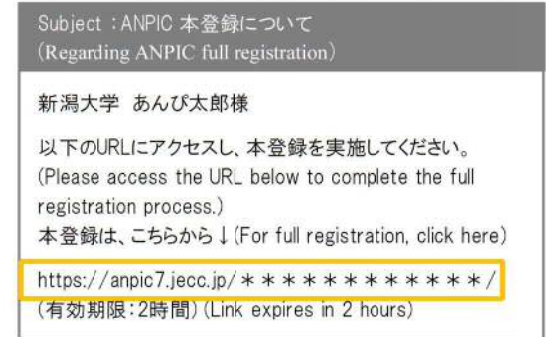 Subject：ANPIC 本登録について
(Regarding ANPIC full registration)
新潟大学 あんぴ太郎様
以下のURLにアクセスし、本登録を実施してください。
(Please access the URL below to complete the full
registration process.)
本登録は、こちらから↓(For full registration, click here)
https://anpic7.jecc.jp/＊＊＊＊＊＊＊＊＊＊＊＊/
(有効期限：2時間) (Link expires in 2 hours)